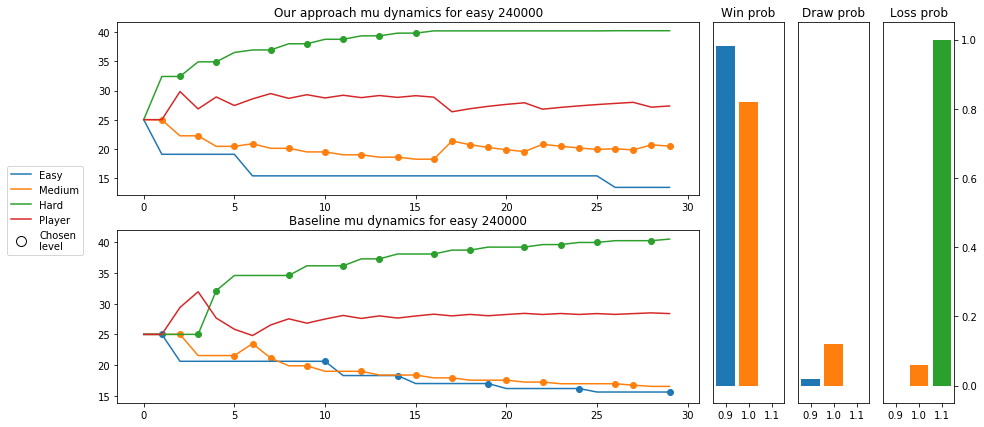 Our approach mu dynamics for easy 240000
40
35
30
25
20
15
0 5 10 15 20 25 30
Baseline mu dynamics for easy 240000
40
35
30
25
20
15
0 5 10 15 20 25 30
Easy
Medium
Hard
Player
Chosen
level
Win prob
0.9 1.0 1.1
Draw prob
0.9 1.0 1.1
Loss prob
1.0
0.8
0.6
0.4
0.2
0.0
0.9 1.0 1.1